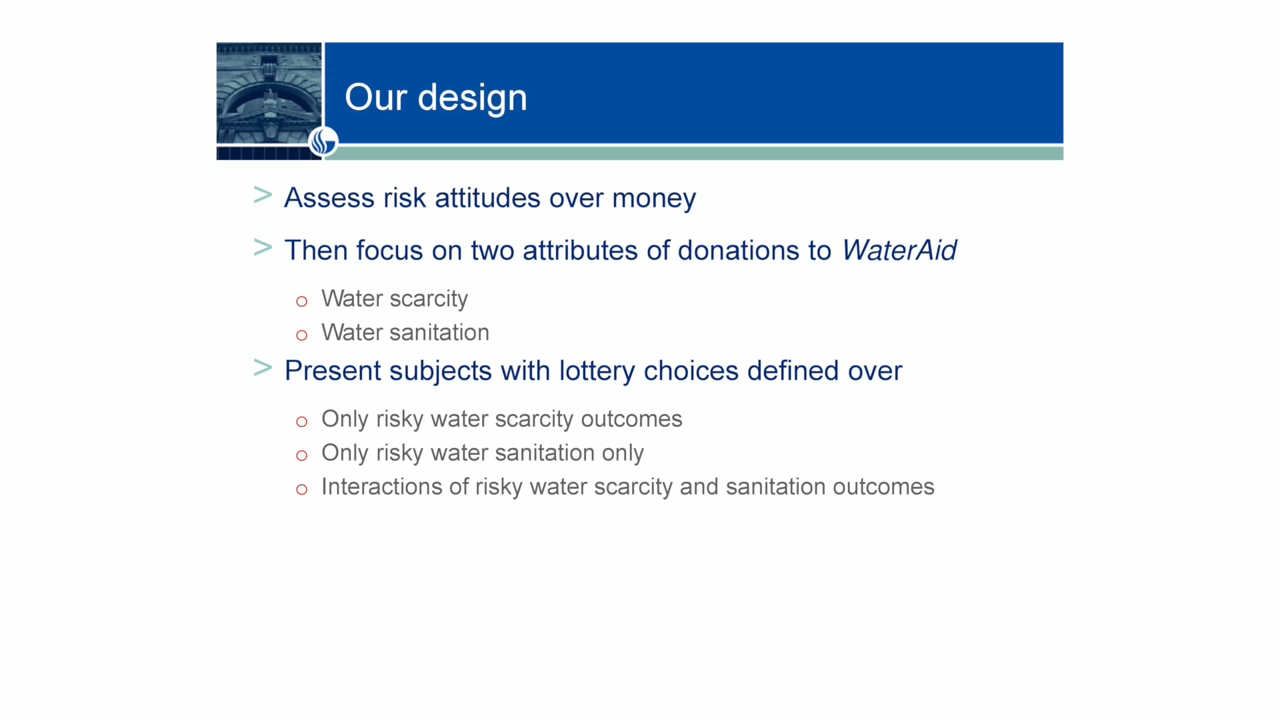 Our design
> Assess risk attitudes over money
> Then focus on two attributes of donations to WaterAid
o Water scarcity
o Water sanitation
> Present subjects with lottery choices defined over
o Only risky water scarcity outcomes
o Only risky water sanitation only
o Interactions of risky water scarcity and sanitation outcomes